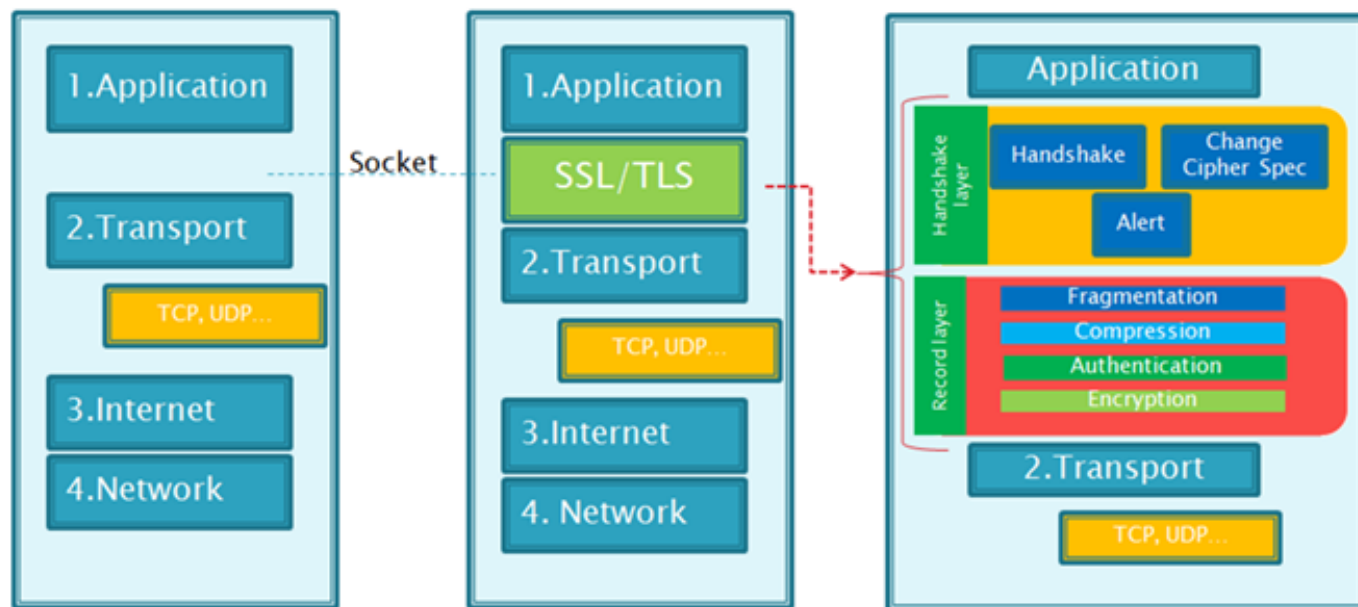 1.Application
2.Transport
TCP, UDP...
3.Internet
4.Network
Socket
1.Application
SSL/TLS
2.Transport
TCP, UDP...
3.Internet
4. Network
Application
Handshake
layer
Handshake
Change
Cipher Spec
Alert
Record layer
Fragmentation
Compression
Authentication
Encryption
2.Transport
TCP, UDP...